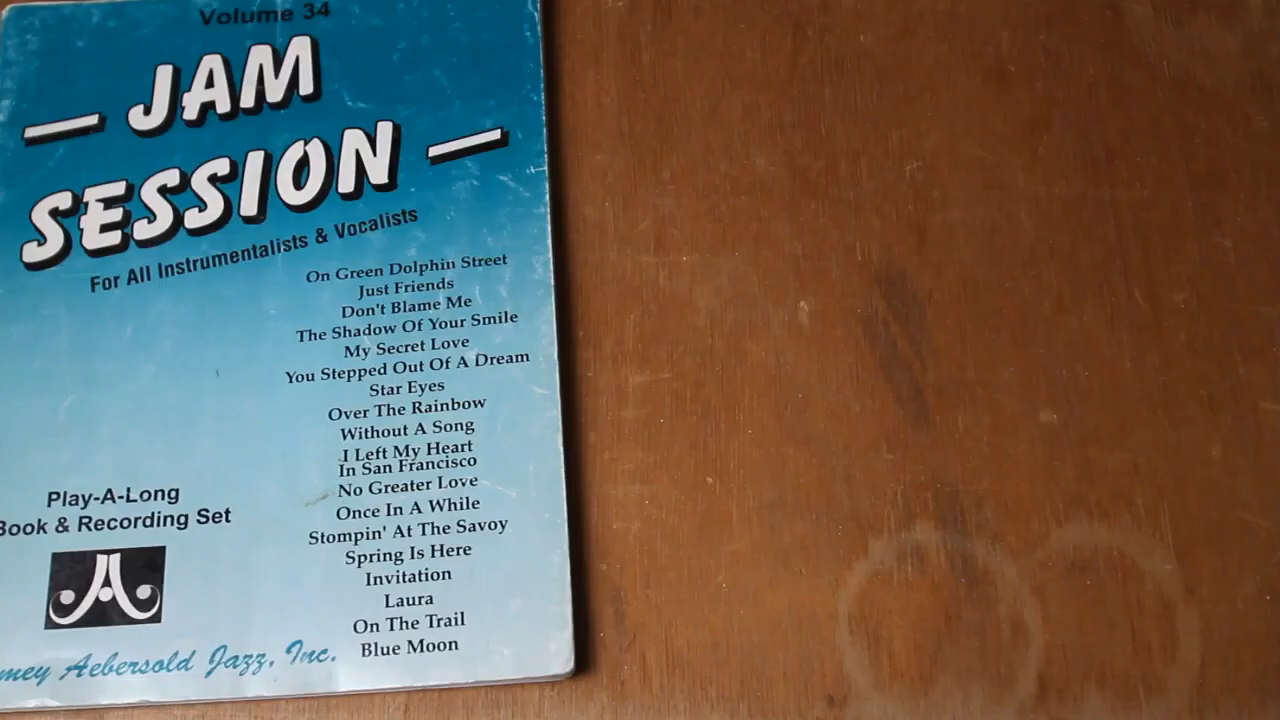 Volume 34
— JAM
SESSION —
For All Instrumentalists & Vocalists
On Green Dolphin Street
Just Friends
Don't Blame Me
The Shadow Of Your Smile
My Secret Love
You Stepped Out Of A Dream
Star Eyes
Over The Rainbow
Without A Song
I Left My Heart
In San Francisco
No Greater Love
Once In A While
Stompin' At The Savoy
Spring Is Here
Invitation
Laura
On The Trail
Blue Moon
Play-A-Long
Book & Recording Set
Aebersold Jazz, Inc.